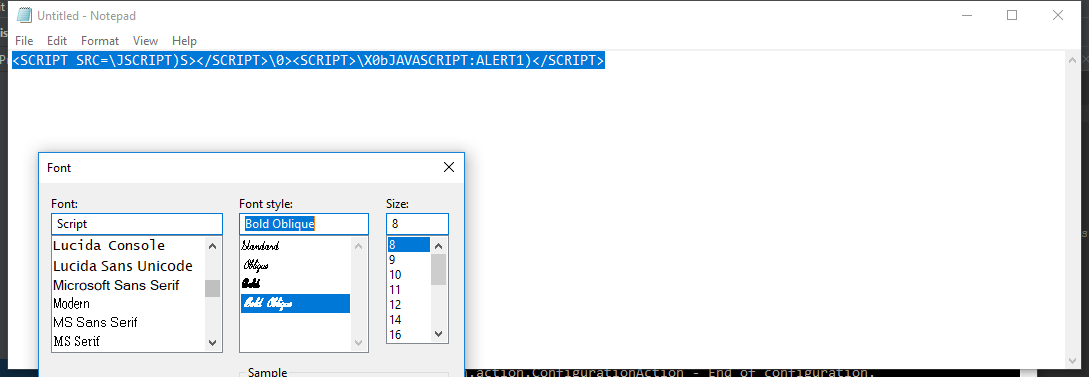 Untitled - Notepad
File Edit Format View Help
<SCRIPT SRC=\JSCRIPT)S></SCRIPT>\0><SCRIPT>\X0bJAVASCRIPT:ALERT1)</SCRIPT>
Font
Font: Font style: Size:
Script Bold Oblique 8
Lucida Console Standard 8
Lucida Sans Unicode Oblique 9
Microsoft Sans Serif Bold 10
Modern Bold Oblique 11
MS Sans Serif 12
MS Serif 14
16
Sample
.action.ConfigurationAction - End of configuration.